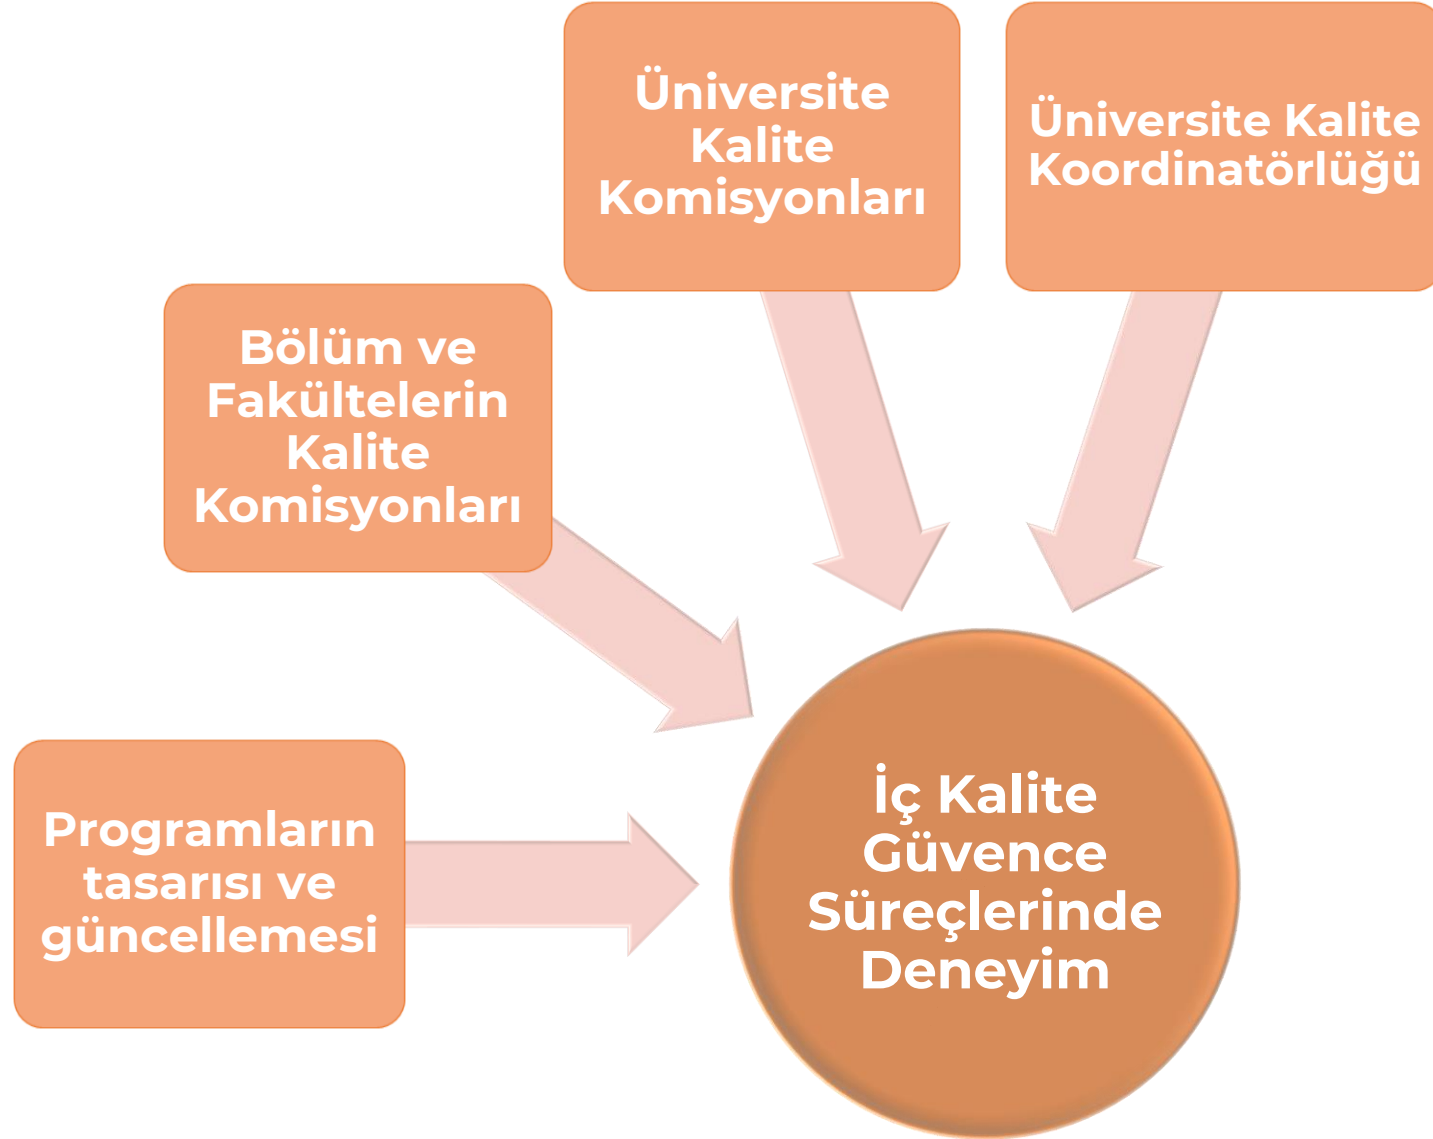 Üniversite
Kalite
Komisyonları
Üniversite Kalite
Koordinatörlüğü
Bölüm ve
Fakültelerin
Kalite
Komisyonları
Programların
tasarısı ve
güncellemesi
İç Kalite
Güvence
Süreçlerinde
Deneyim